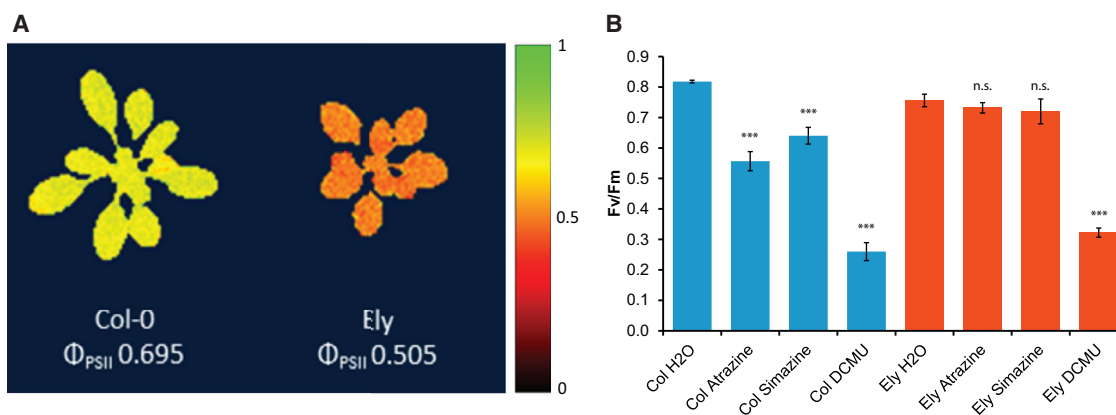 A
Col-0
ΦPSII 0.695
Ely
ΦPSII 0.505
1
0.5
0
B
Fv/Fm
0.9
0.8
0.7
0.6
0.5
0.4
0.3
0.2
0.1
0.0
***
***
***
n.s.
n.s.
***
Col H2O
Col Atrazine
Col Simazine
Col DCMU
Ely H2O
Ely Atrazine
Ely Simazine
Ely DCMU